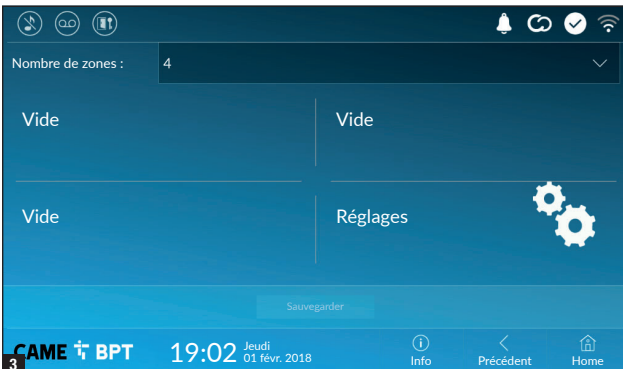 Nombre de zones : 4
Vide Vide
Vide Réglages
Sauvegarder
CAME BPT 19:02 Jeudi
01 févr. 2018
Info Précédent Home
3